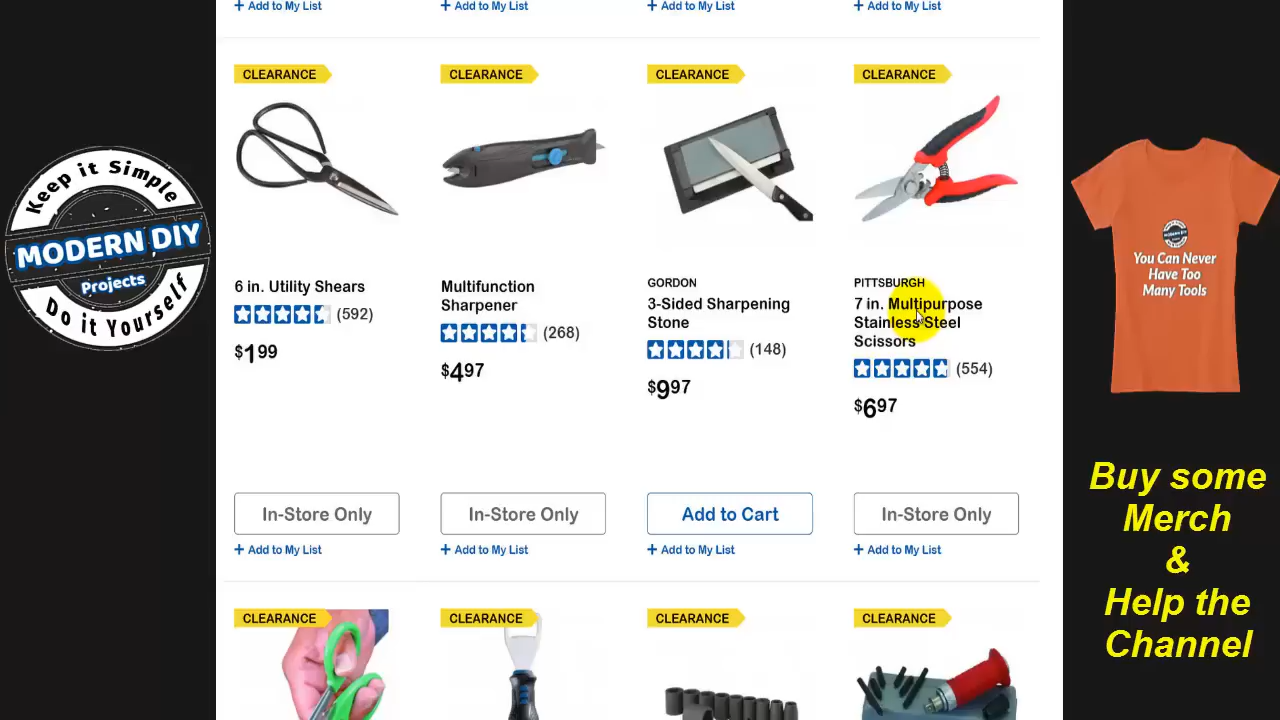 + Add to My List
+ Add to My List
+ Add to My List
+ Add to My List
CLEARANCE
CLEARANCE
CLEARANCE
CLEARANCE
6 in. Utility Shears
(592)
$1 99
Multifunction
Sharpener
(268)
$4 97
GORDON
3-Sided Sharpening
Stone
(148)
$9 97
PITTSBURGH
7 in. Multipurpose
Stainless Steel
Scissors
(554)
$6 97
In-Store Only
In-Store Only
Add to Cart
In-Store Only
+ Add to My List
+ Add to My List
+ Add to My List
+ Add to My List
CLEARANCE
CLEARANCE
CLEARANCE
CLEARANCE
Keep it Simple
MODERN DIY
Projects
Do it Yourself
You Can Never
Have Too
Many Tools
Buy some
Merch
&
Help the
Channel